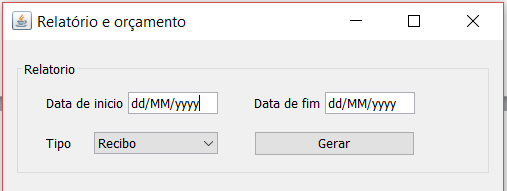 Relatório e orçamento
Relatorio
Data de inicio dd/MM/yyyy Data de fim dd/MM/yyyy
Tipo Recibo Gerar